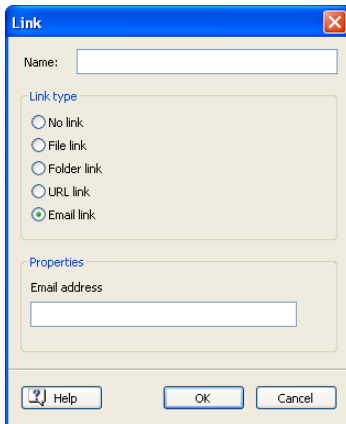 Link
Name:
Link type
No link
File link
Folder link
URL link
Email link
Properties
Email address
Help OK Cancel